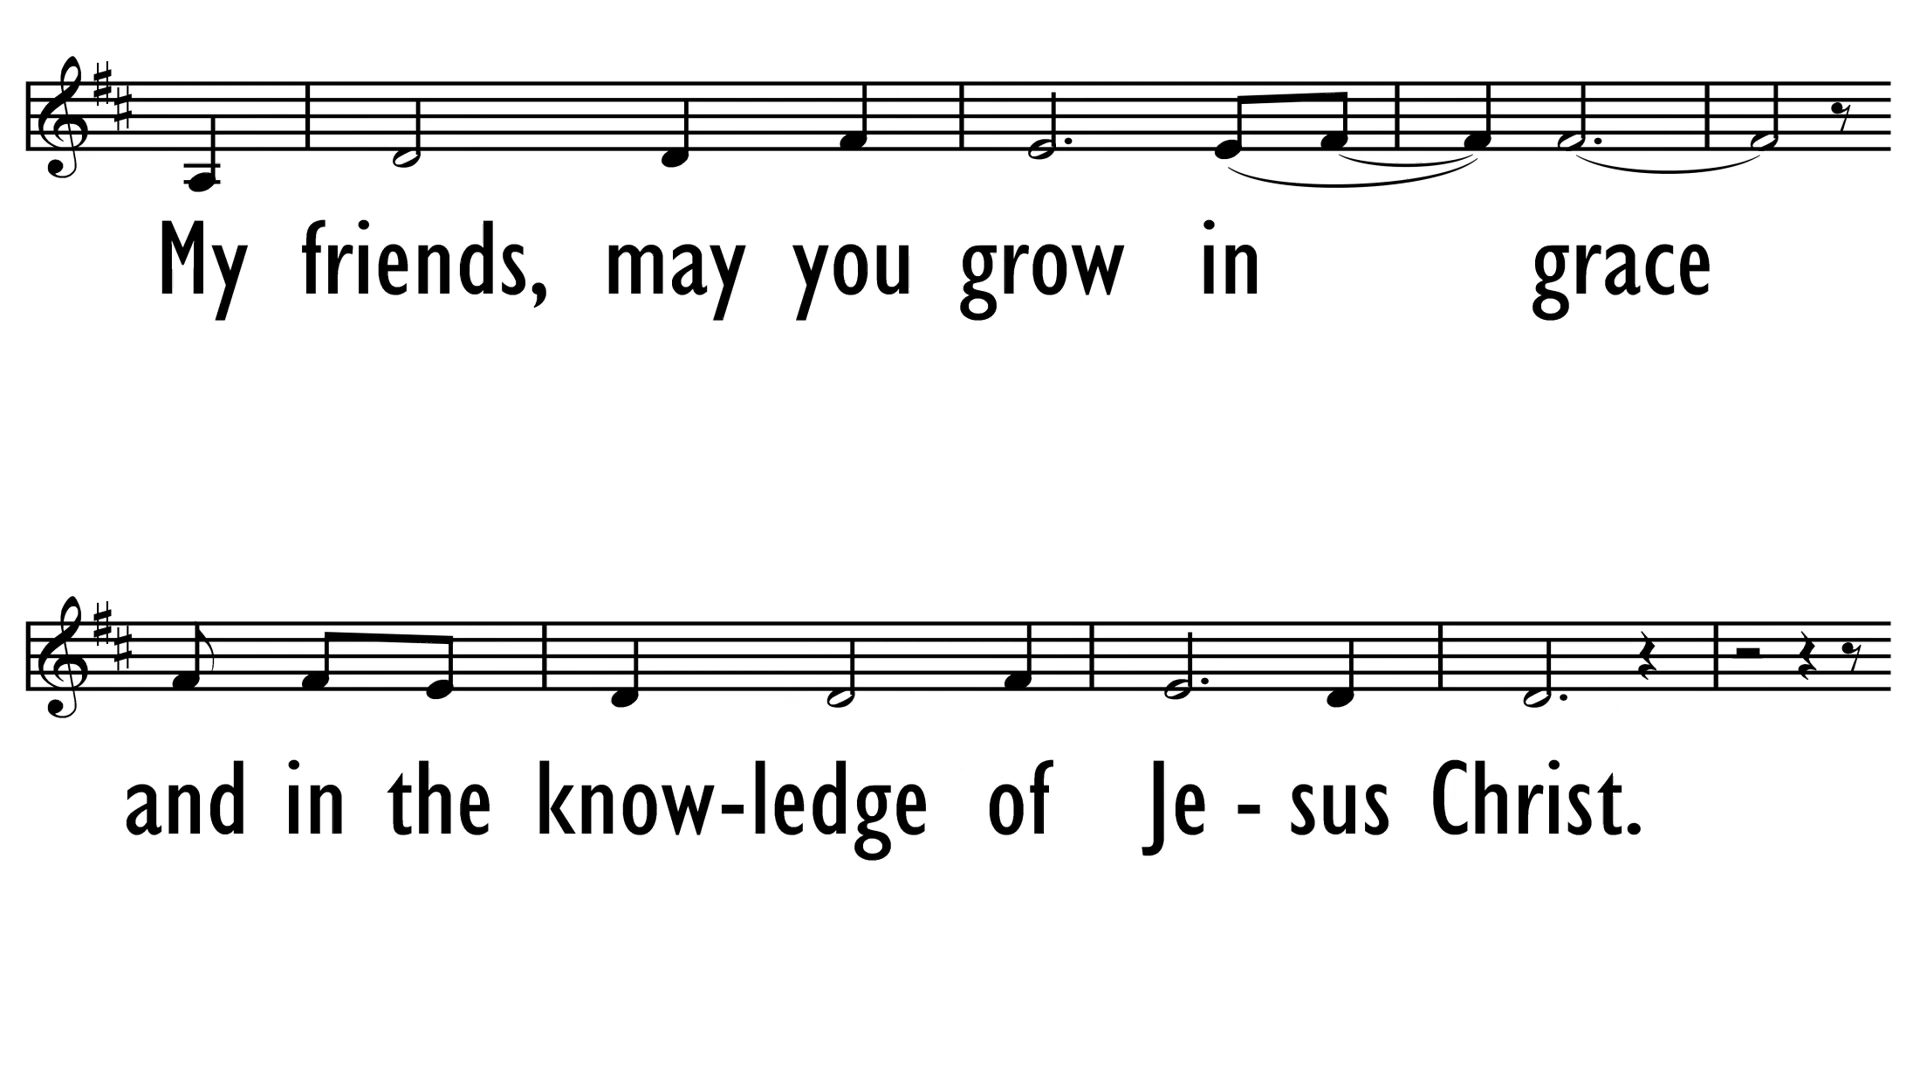 My friends, may you grow in grace
and in the know-ledge of Je - sus Christ.